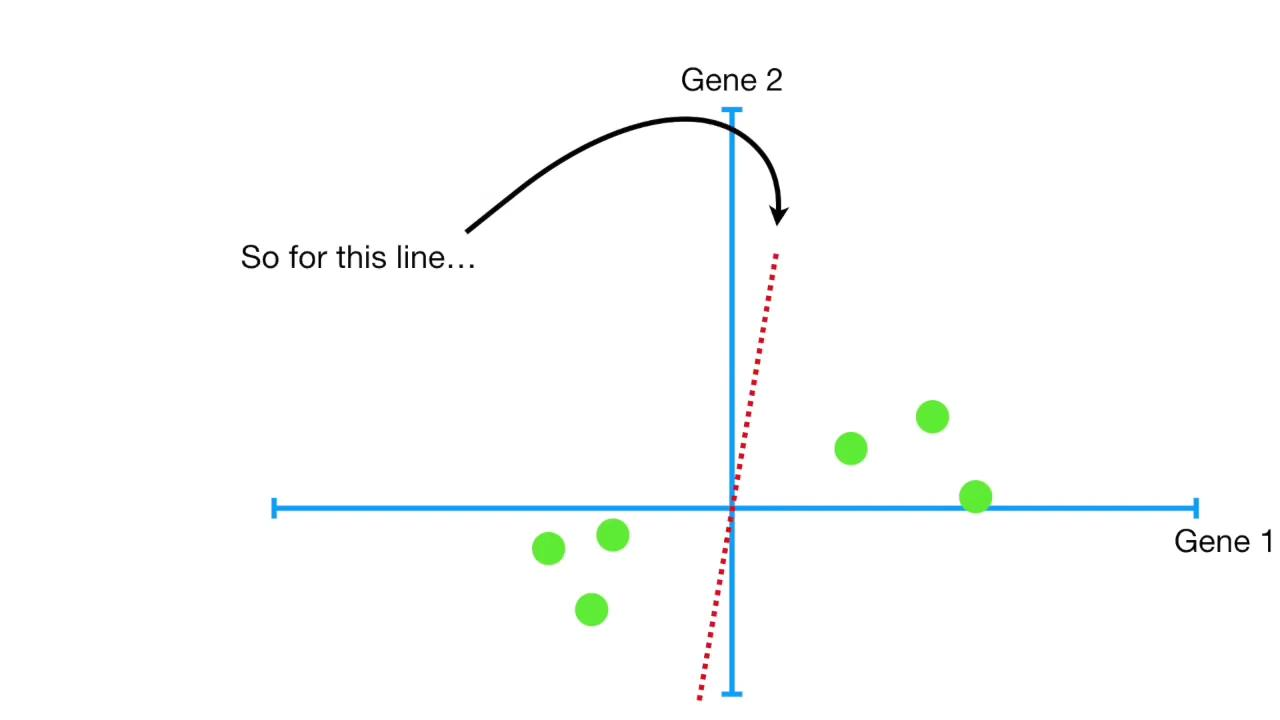 Gene 2
So for this line…
Gene 1